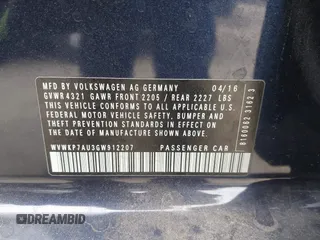 MFD BY VOLKSWAGEN AG GERMANY 04/16
GVWR 4321 GAWR FRONT 2205 / REAR 2227 LBS
THIS VEHICLE CONFORMS TO ALL APPLICABLE U.S.
FEDERAL MOTOR VEHICLE SAFETY, BUMPER, AND
THEFT PREVENTION STANDARDS IN EFFECT ON THE
DATE OF MANUFACTURE SHOWN ABOVE.
WVWKP7AU3GW912207 PASSENGER CAR
DREAMBID